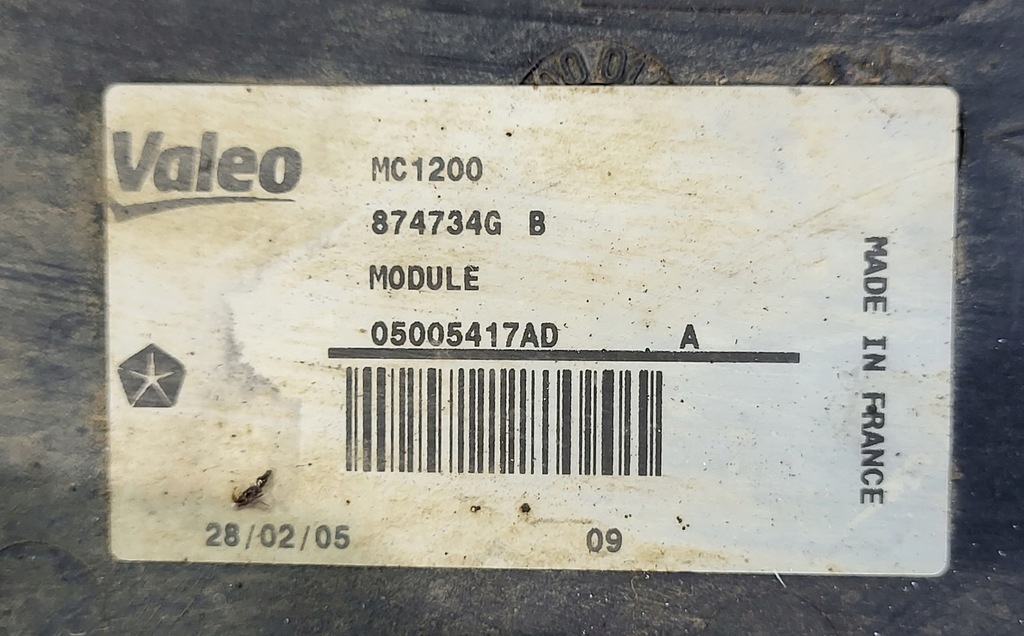 Valeo
MC1200
874734G B
MODULE
05005417AD A
28/02/05 09
MADE IN FRANCE